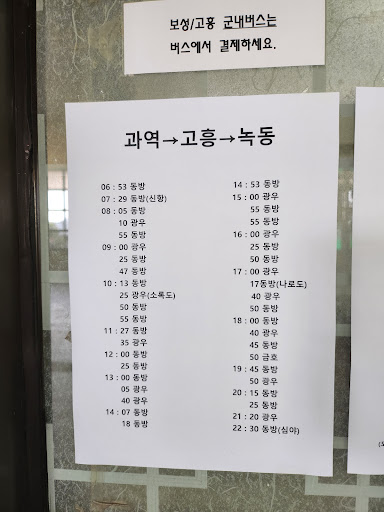 보성/고흥 군내버스는
버스에서 결제하세요.
과역→고흥→녹동
06 : 53 동방
07 : 29 동방(신항)
08 : 05 동방
10 광우
55 동방
09 : 00 광우
25 동방
47 동방
10 : 13 동방
25 광우(소록도)
50 동방
55 동방
11 : 27 동방
35 광우
12 : 00 동방
25 동방
13 : 00 동방
05 광우
40 광우
14 : 07 동방
18 동방
14 : 53 동방
15 : 00 광우
55 동방
55 동방
16 : 00 광우
25 동방
50 동방
17 : 00 광우
17동방(나로도)
40 광우
50 동방
18 : 00 동방
40 광우
45 동방
50 금호
19 : 45 동방
50 광우
20 : 15 동방
25 동방
21 : 20 광우
22 : 30 동방(심야)